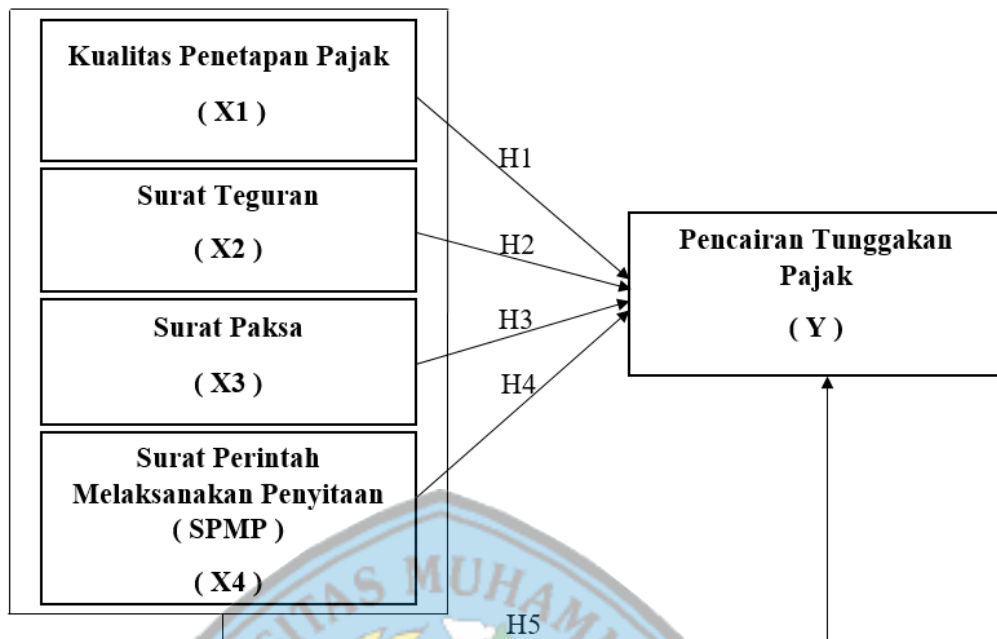 Kualitas Penetapan Pajak
( X1 )
Surat Teguran
( X2 )
Surat Paksa
( X3 )
Surat Perintah
Melaksanakan Penyitaan
( SPMP )
( X4 )
H1
H2
H3
H4
Pencairan Tunggakan
Pajak
( Y )
H5